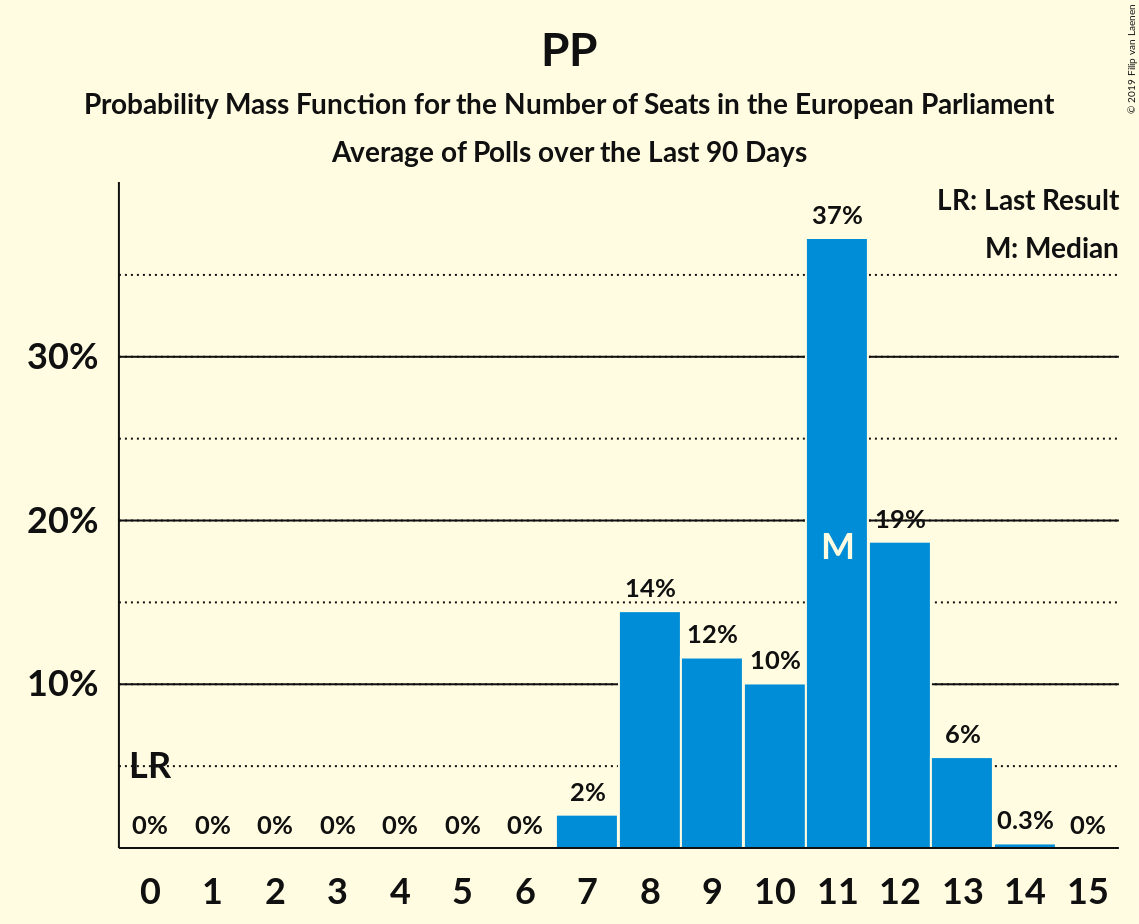 PP
Probability Mass Function for the Number of Seats in the European Parliament
Average of Polls over the Last 90 Days
© 2019 Filip van Laenen
LR: Last Result
M: Median
37%
30%
20%
19%
M
14%
12%
10%
10%
6%
LR
2%
0% 0% 0% 0% 0% 0% 0% 0.3% 0%
0 1 2 3 4 5 6 7 8 9 10 11 12 13 14 15